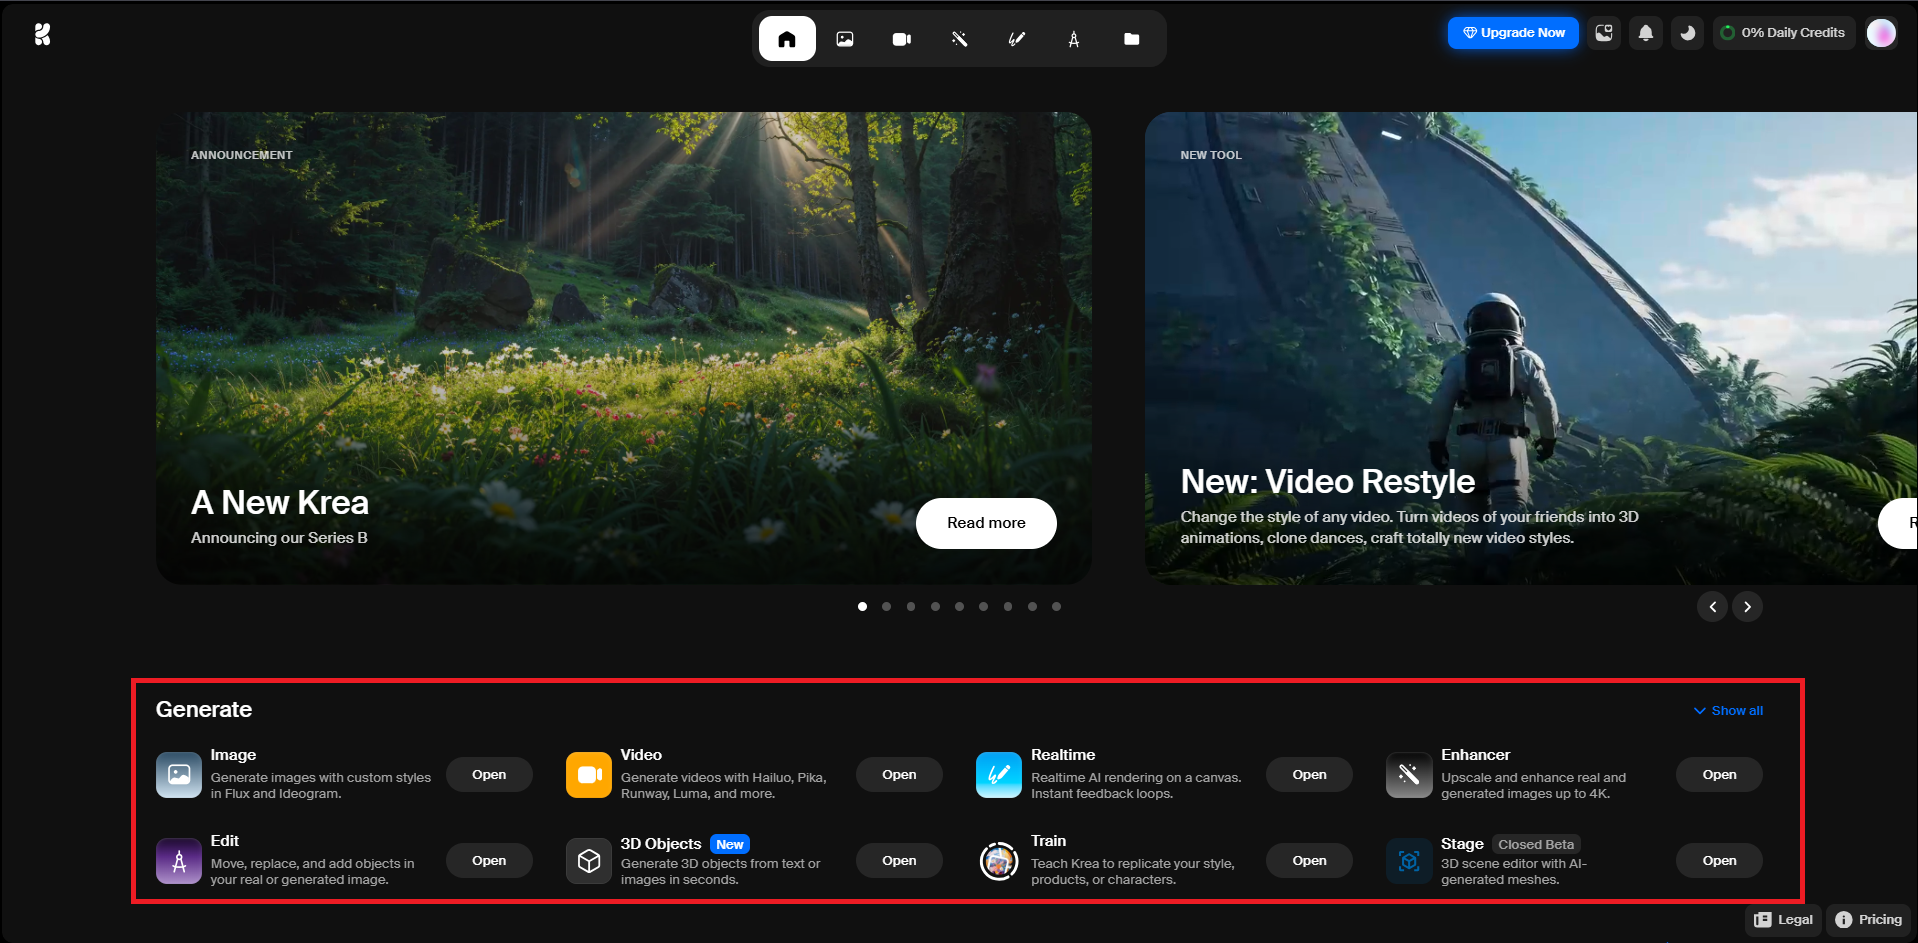 Upgrade Now
0% Daily Credits
ANNOUNCEMENT
A New Krea
Announcing our Series B
Read more
NEW TOOL
New: Video Restyle
Change the style of any video. Turn videos of your friends into 3D
animations, clone dances, craft totally new video styles.
Generate
Show all
Image
Generate images with custom styles
in Flux and Ideogram.
Open
Video
Generate videos with Hailuo, Pika,
Runway, Luma, and more.
Open
Realtime
Realtime AI rendering on a canvas.
Instant feedback loops.
Open
Enhancer
Upscale and enhance real and
generated images up to 4K.
Open
Edit
Move, replace, and add objects in
your real or generated image.
Open
3D Objects New
Generate 3D objects from text or
images in seconds.
Open
Train
Teach Krea to replicate your style,
products, or characters.
Open
Stage Closed Beta
3D scene editor with AI-
generated meshes.
Open
Legal
Pricing